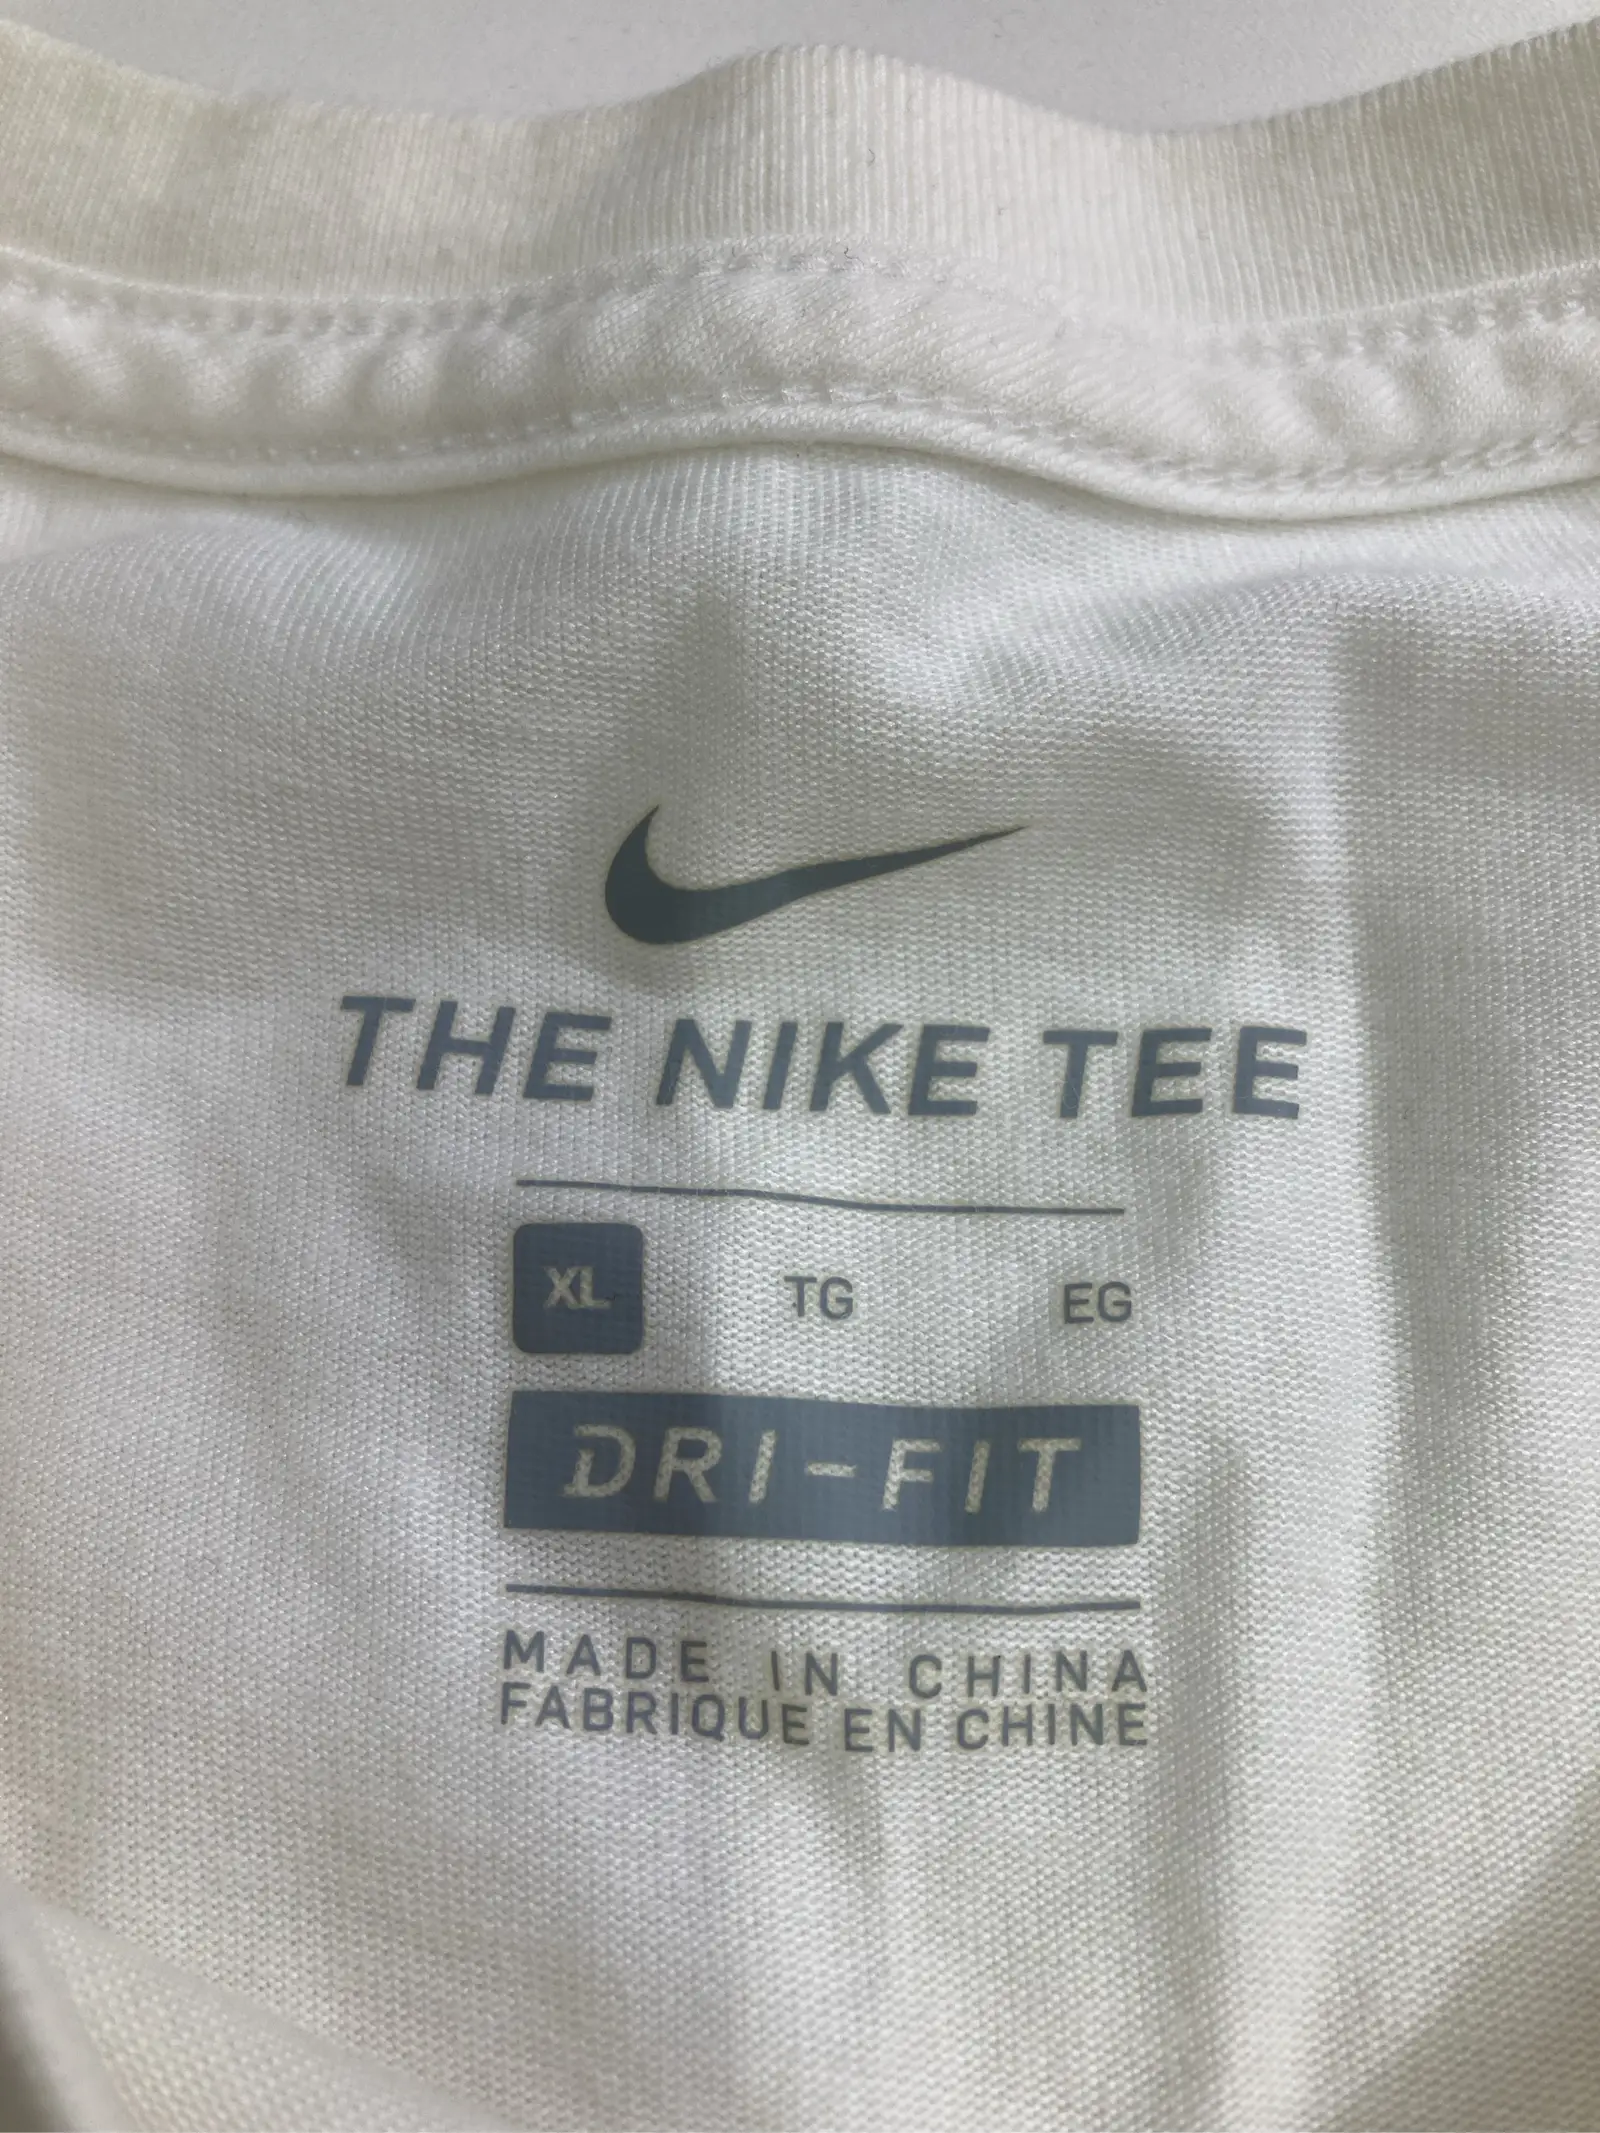 THE NIKE TEE
XL TG EG
DRI-FIT
MADE IN CHINA
FABRIQUE EN CHINE